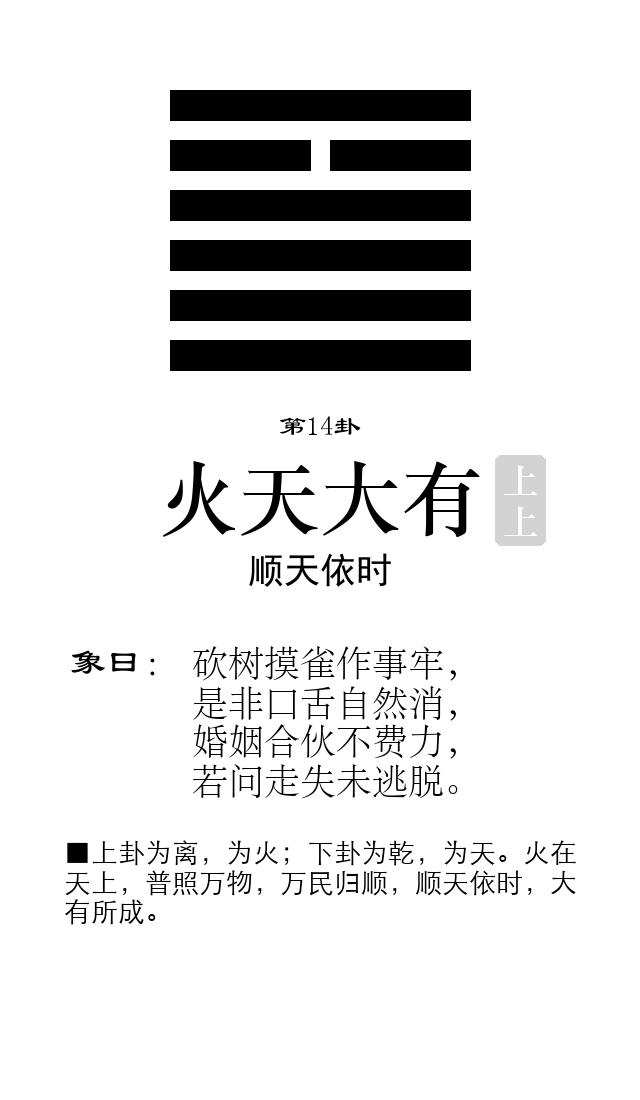 第14卦
火天大有 上上
顺天依时
象曰：砍树摸雀作事牢，
是非口舌自然消，
婚姻合伙不费力，
若问走失未逃脱。
■上卦为离，为火；下卦为乾，为天。火在
天上，普照万物，万民归顺，顺天依时，大
有所成。